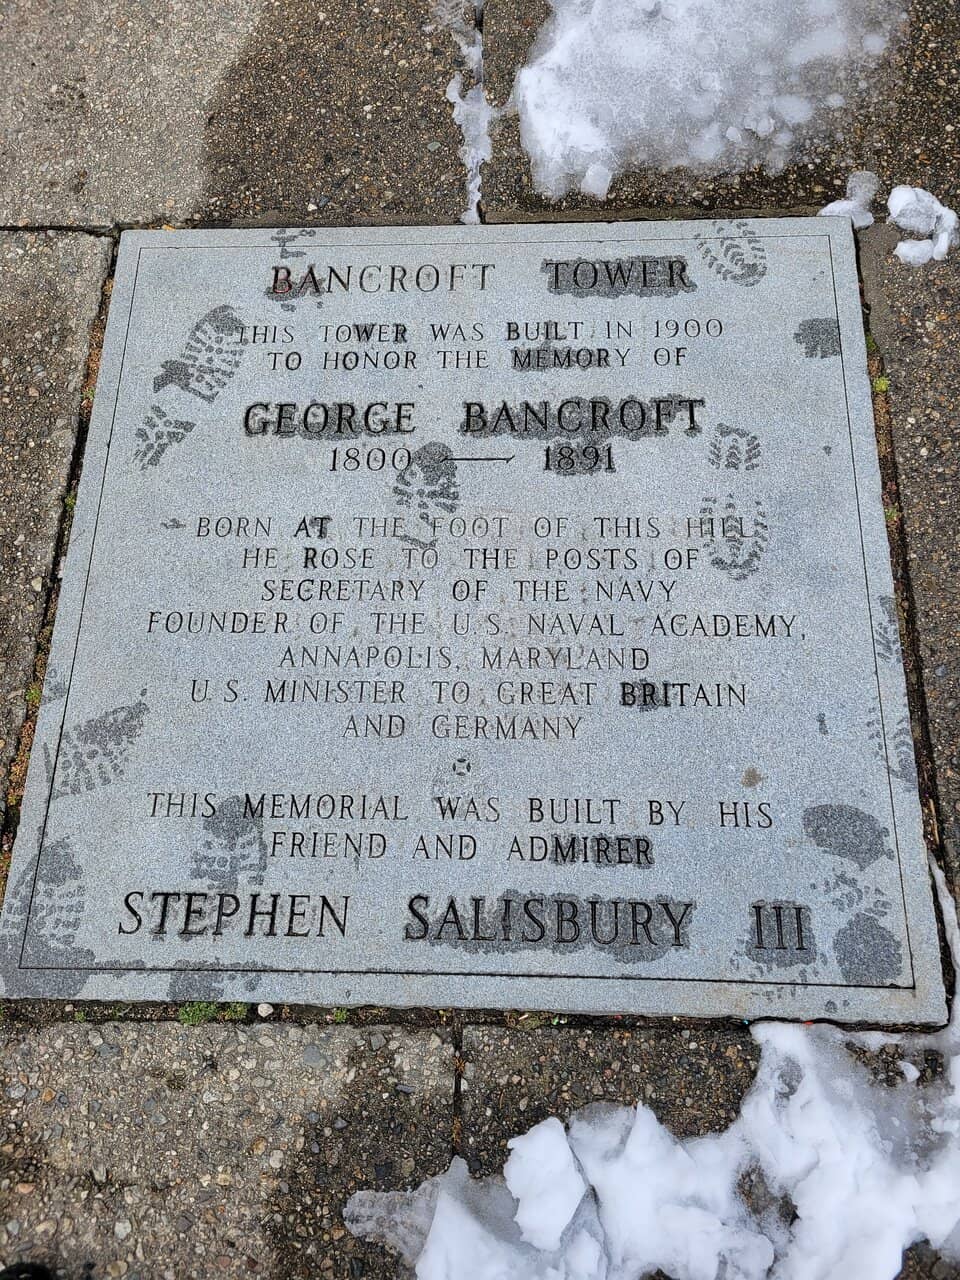 BANCROFT TOWER
THIS TOWER WAS BUILT IN 1900
TO HONOR THE MEMORY OF
GEORGE BANCROFT
1800 — 1891
BORN AT THE FOOT OF THIS HILL
HE ROSE TO THE POSTS OF
SECRETARY OF THE NAVY
FOUNDER OF THE U.S. NAVAL ACADEMY,
ANNAPOLIS, MARYLAND
U.S. MINISTER TO GREAT BRITAIN
AND GERMANY
THIS MEMORIAL WAS BUILT BY HIS
FRIEND AND ADMIRER
STEPHEN SALISBURY III